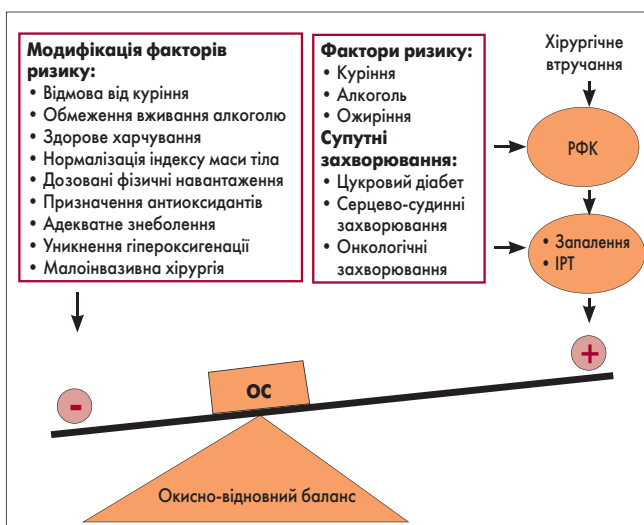 Модифікація факторів
ризику:
• Відмова від куріння
• Обмеження вживання алкоголю
• Здорове харчування
• Нормалізація індексу маси тіла
• Дозовані фізичні навантаження
• Призначення антиоксидантів
• Адекватне знеболення
• Уникнення гіпероксигенації
• Малоінвазивна хірургія
Фактори ризику:
• Куріння
• Алкоголь
• Ожиріння
Супутні
захворювання:
• Цукровий діабет
• Серцево-судинні
захворювання
• Онкологічні
захворювання
Хірургічне
втручання
РФК
• Запалення
• ІРТ
+
-
ОС
Окисно-відновний баланс